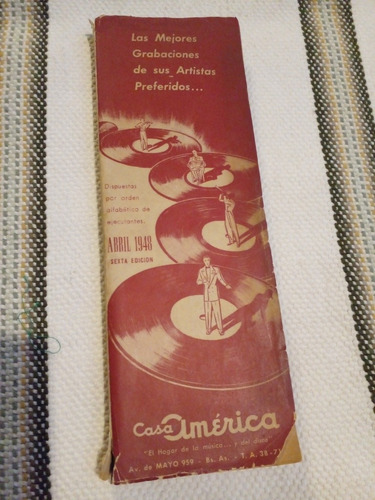 Las Mejores
Grabaciones
de sus Artistas
Preferidos...
Dispuestas
por orden
alfabético de
ejecutantes.
ABRIL 1948
SEXTA EDICION
Casa América
"El Hogar de la música... y del disco"
Av. de MAYO 959 - Bs. As. - T. A. 38-